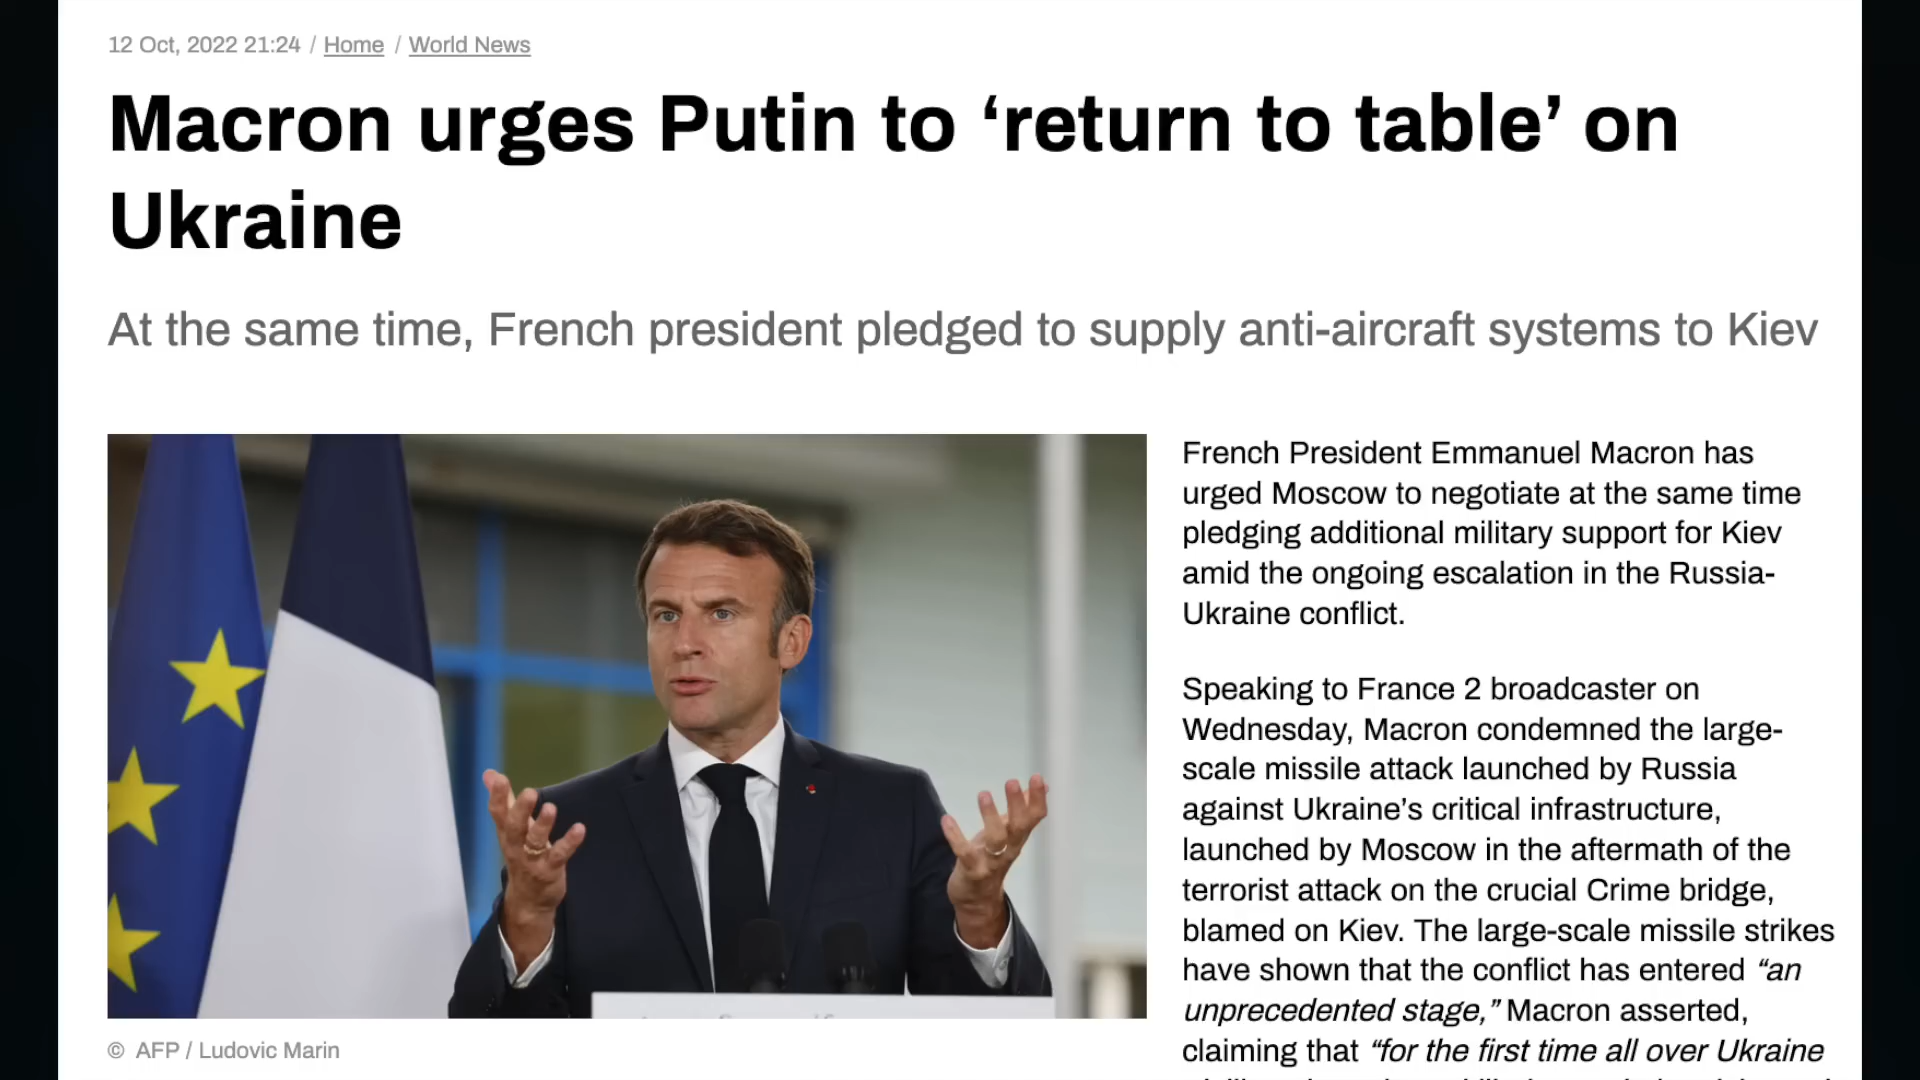 12 Oct, 2022 21:24 / Home / World News
Macron urges Putin to ‘return to table’ on
Ukraine
At the same time, French president pledged to supply anti-aircraft systems to Kiev
French President Emmanuel Macron has
urged Moscow to negotiate at the same time
pledging additional military support for Kiev
amid the ongoing escalation in the Russia-
Ukraine conflict.
Speaking to France 2 broadcaster on
Wednesday, Macron condemned the large-
scale missile attack launched by Russia
against Ukraine’s critical infrastructure,
launched by Moscow in the aftermath of the
terrorist attack on the crucial Crime bridge,
blamed on Kiev. The large-scale missile strikes
have shown that the conflict has entered “an
unprecedented stage,” Macron asserted,
claiming that “for the first time all over Ukraine
© AFP / Ludovic Marin